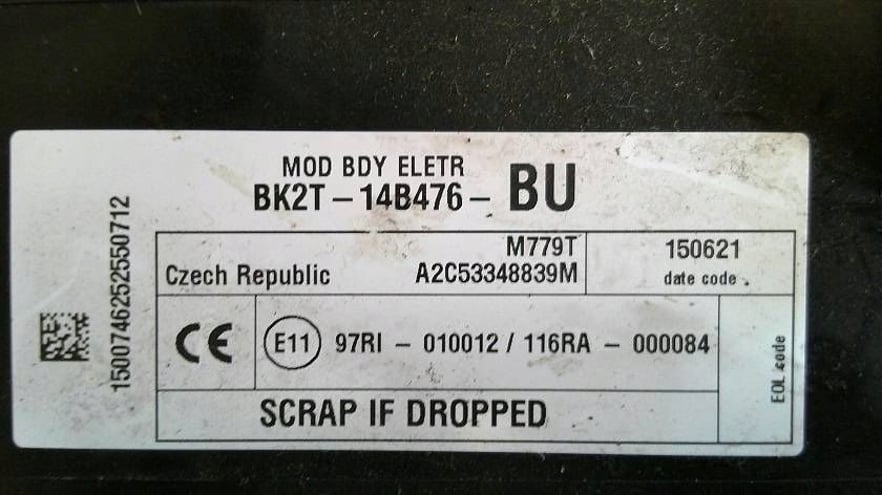 MOD BDY ELETR
BK2T-14B476- BU
M779T
Czech Republic A2C53348839M
150621
date code .
CE E11 97RI - 010012 / 116RA - 000084
SCRAP IF DROPPED
EOL code
1500746252550712